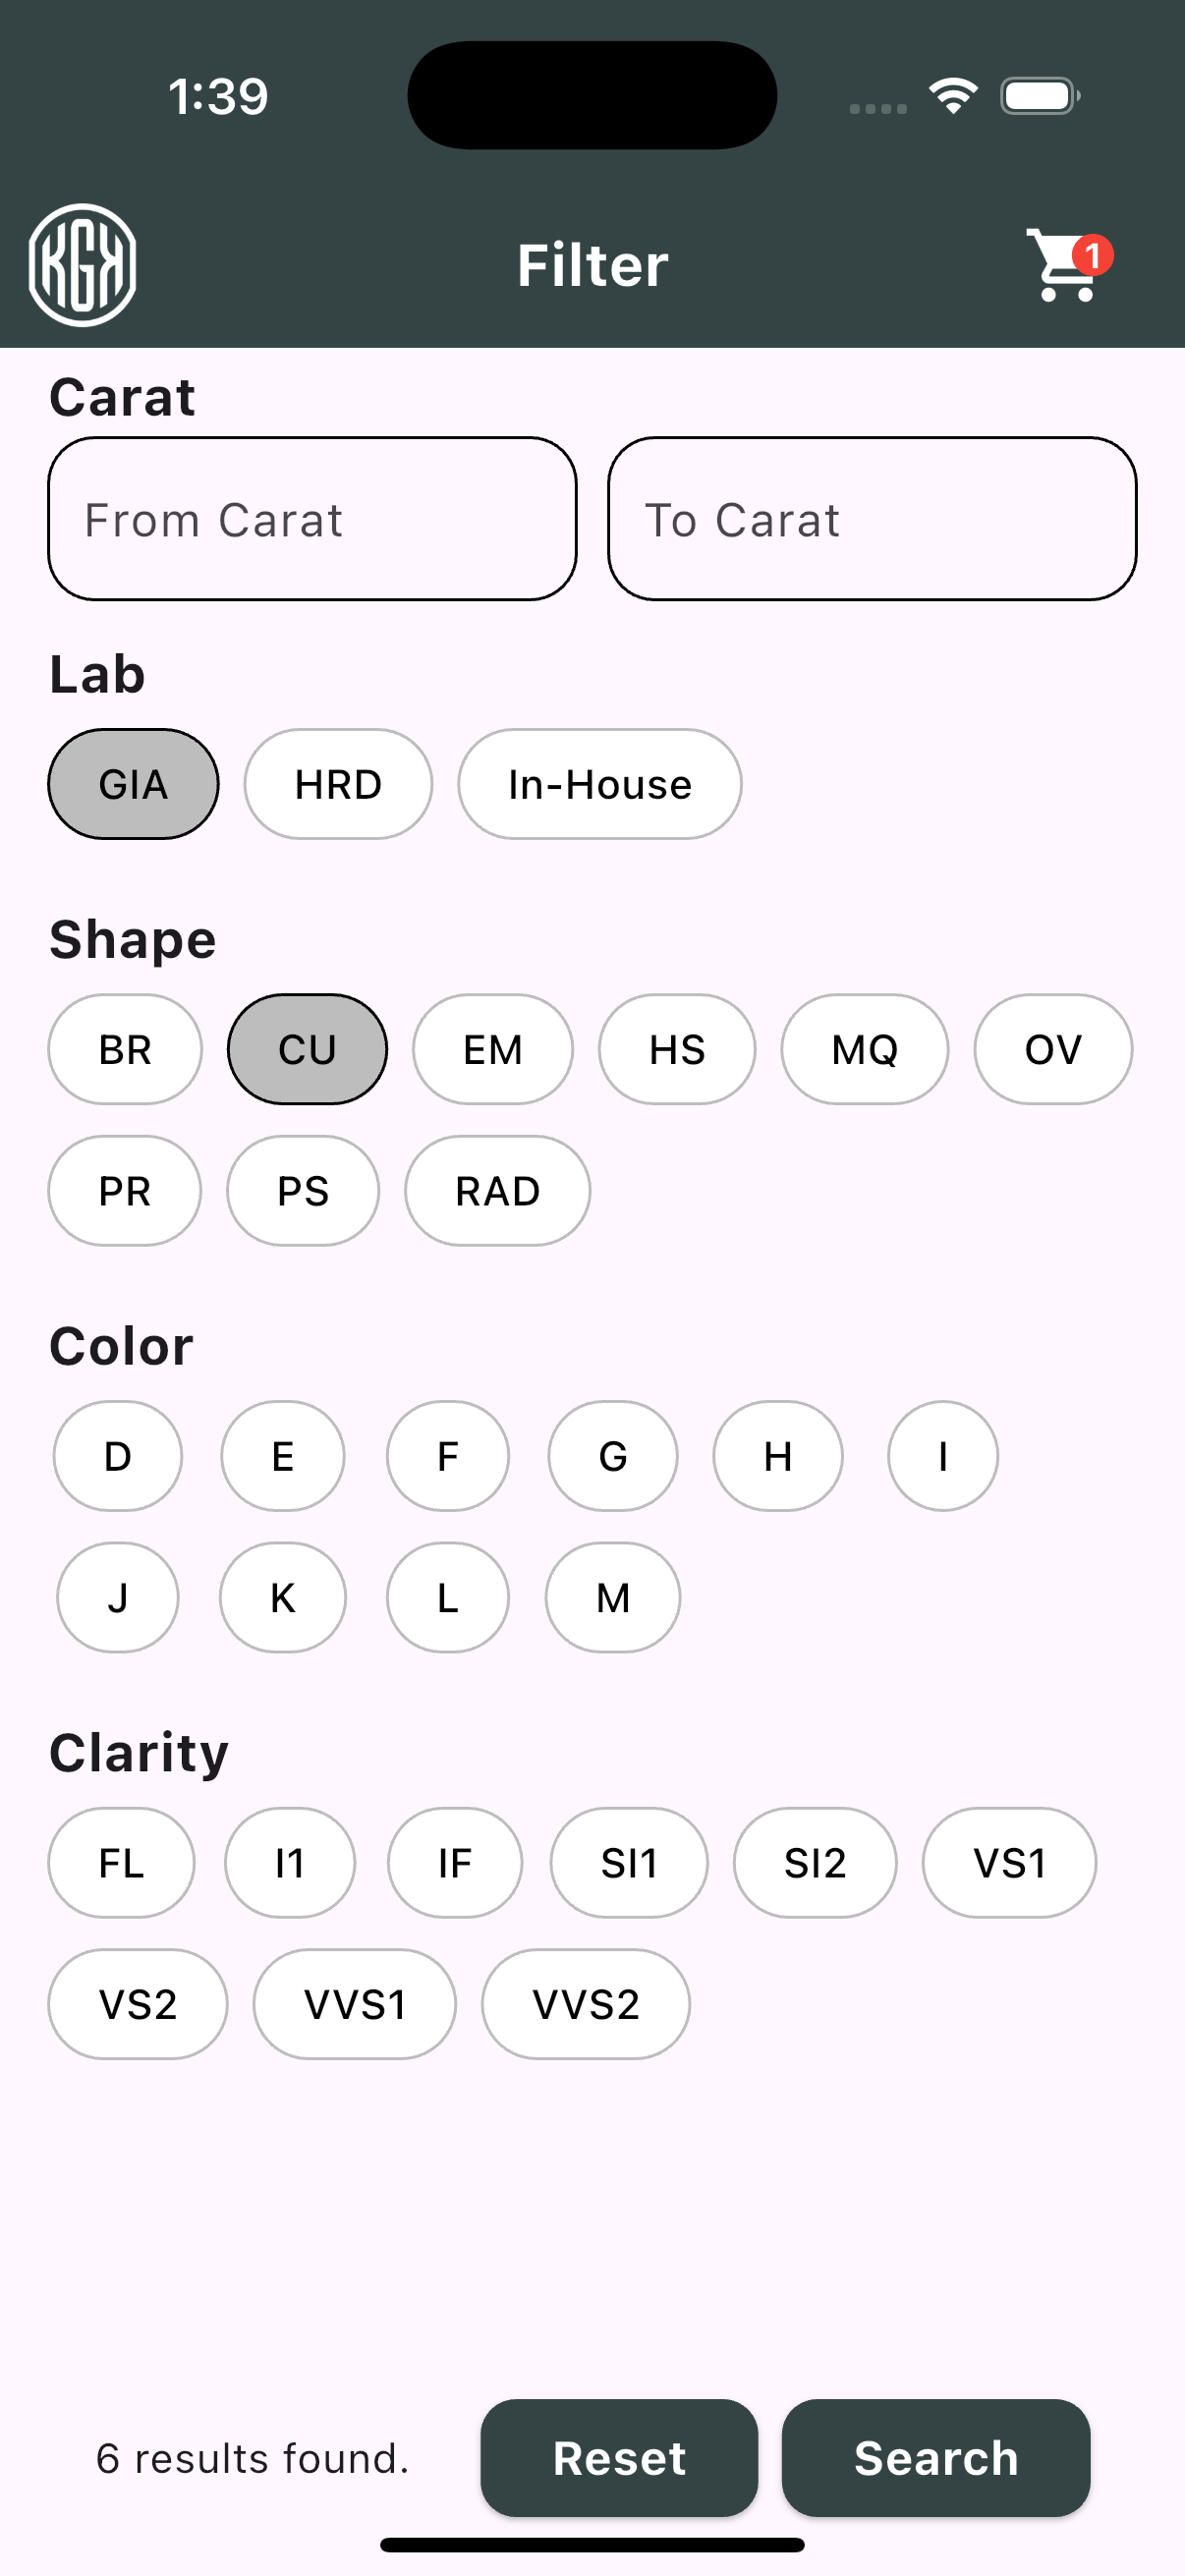 1:39
KGK
Filter
1
Carat
From Carat To Carat
Lab
GIA HRD In-House
Shape
BR CU EM HS MQ OV
PR PS RAD
Color
D E F G H I
J K L M
Clarity
FL I1 IF SI1 SI2 VS1
VS2 VVS1 VVS2
6 results found. Reset Search